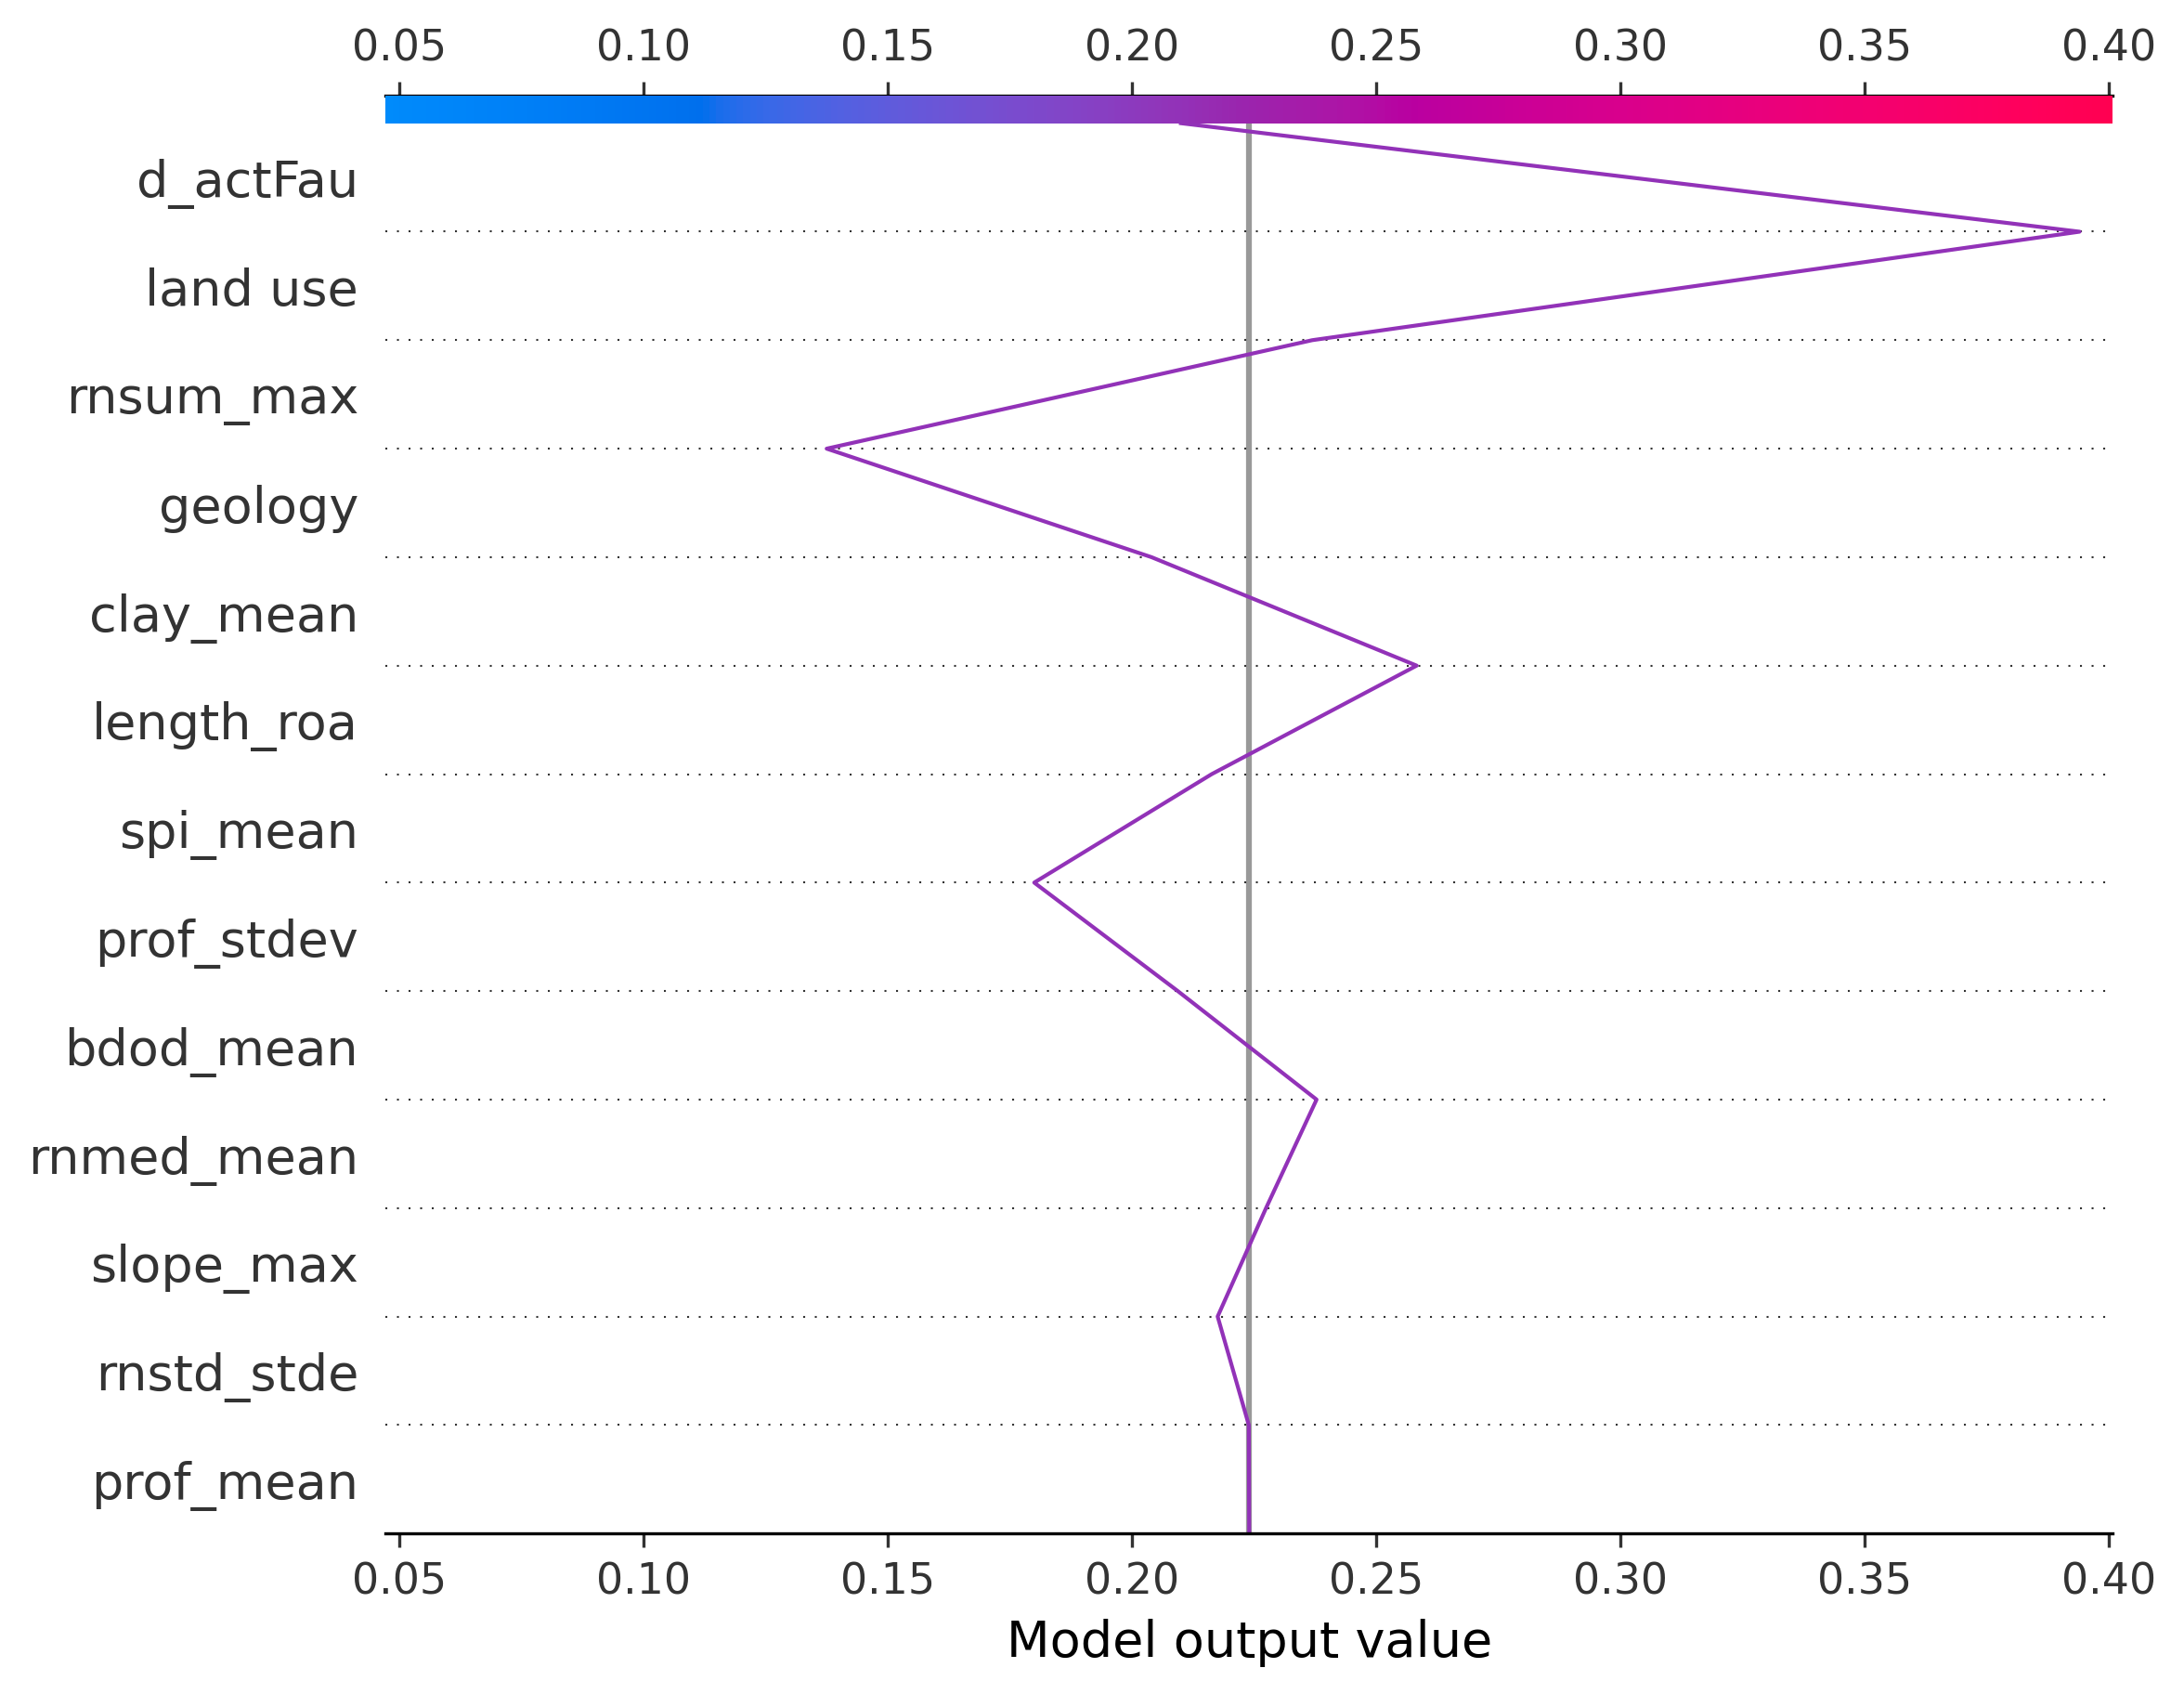 0.05 0.10 0.15 0.20 0.25 0.30 0.35 0.40
d_actFau
land use
rnsum_max
geology
clay_mean
length_roa
spi_mean
prof_stdev
bdod_mean
rnmed_mean
slope_max
rnstd_stde
prof_mean
0.05 0.10 0.15 0.20 0.25 0.30 0.35 0.40
Model output value